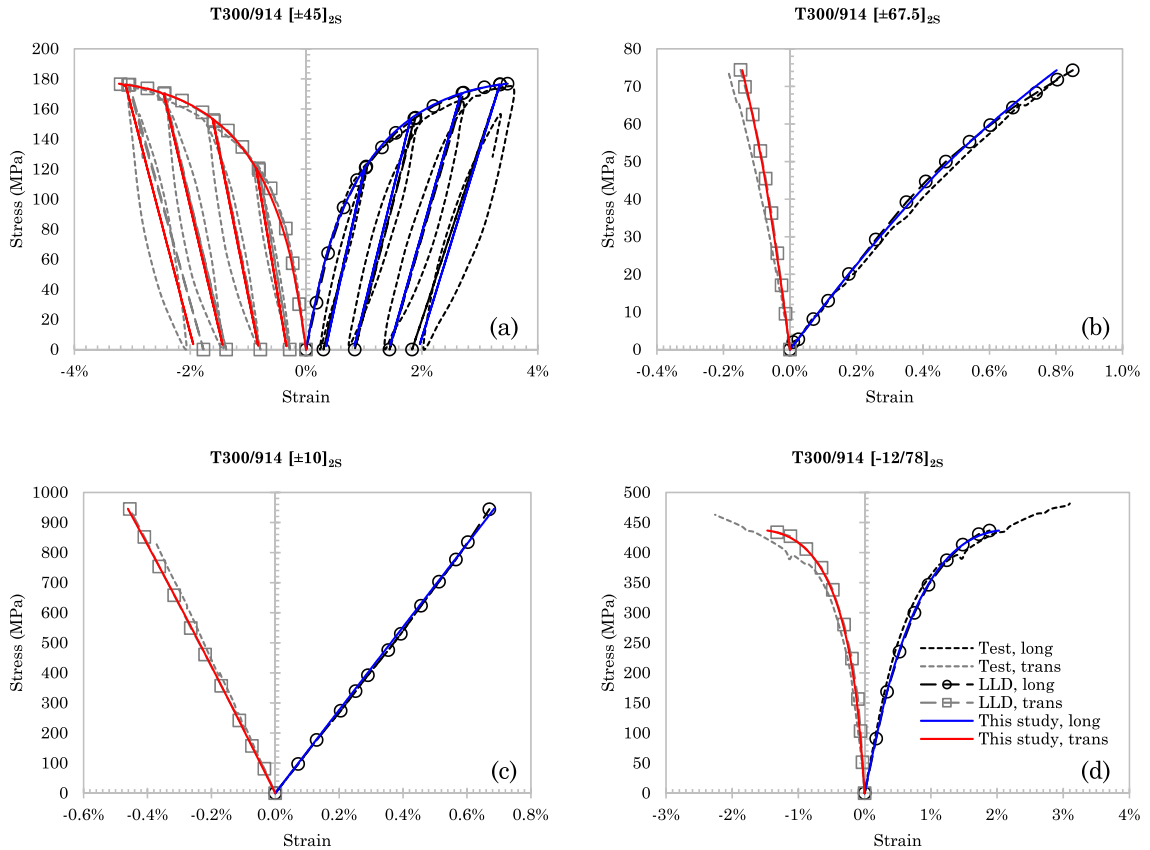 T300/914 [±45]2S
200
180
160
140
120
100
80
60
40
20
0
Stress (MPa)
-4% -2% 0% 2% 4%
Strain
(a)
T300/914 [±67.5]2S
80
70
60
50
40
30
20
10
0
Stress (MPa)
-0.4% -0.2% 0.0% 0.2% 0.4% 0.6% 0.8% 1.0%
Strain
(b)
T300/914 [±10]2S
1000
900
800
700
600
500
400
300
200
100
0
Stress (MPa)
-0.6% -0.4% -0.2% 0.0% 0.2% 0.4% 0.6% 0.8%
Strain
(c)
T300/914 [-12/78]2S
500
450
400
350
300
250
200
150
100
50
0
Stress (MPa)
-3% -2% -1% 0% 1% 2% 3% 4%
Strain
Test, long
Test, trans
LLD, long
LLD, trans
This study, long
This study, trans
(d)